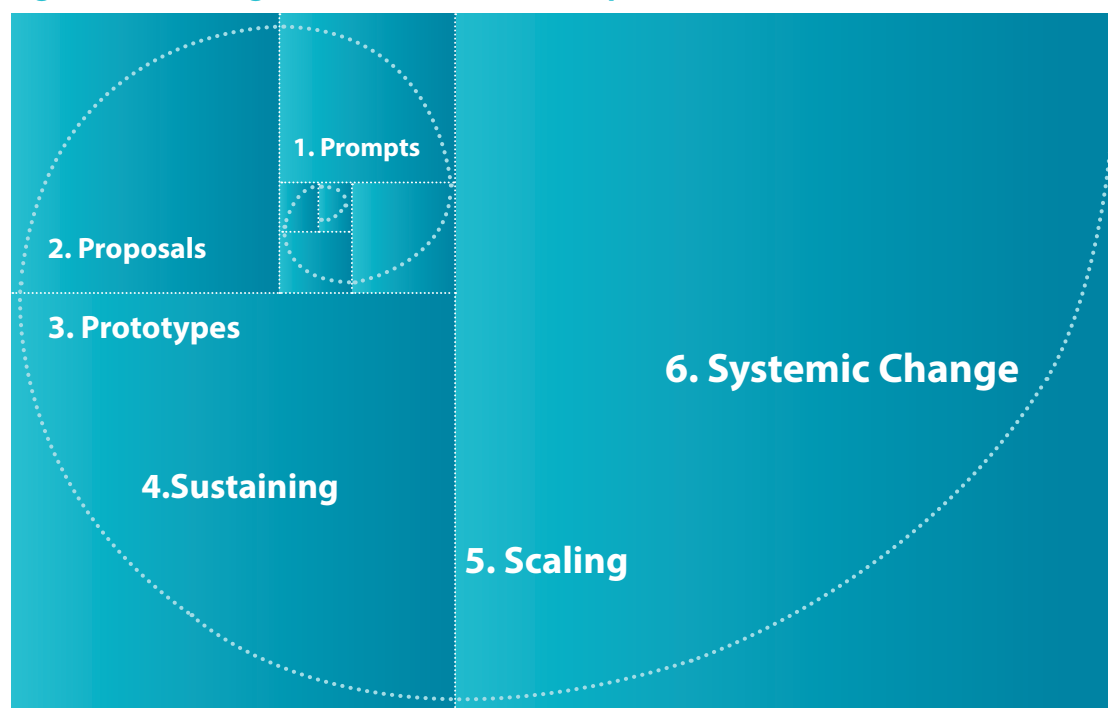 1. Prompts
2. Proposals
3. Prototypes
4.Sustaining
5. Scaling
6. Systemic Change